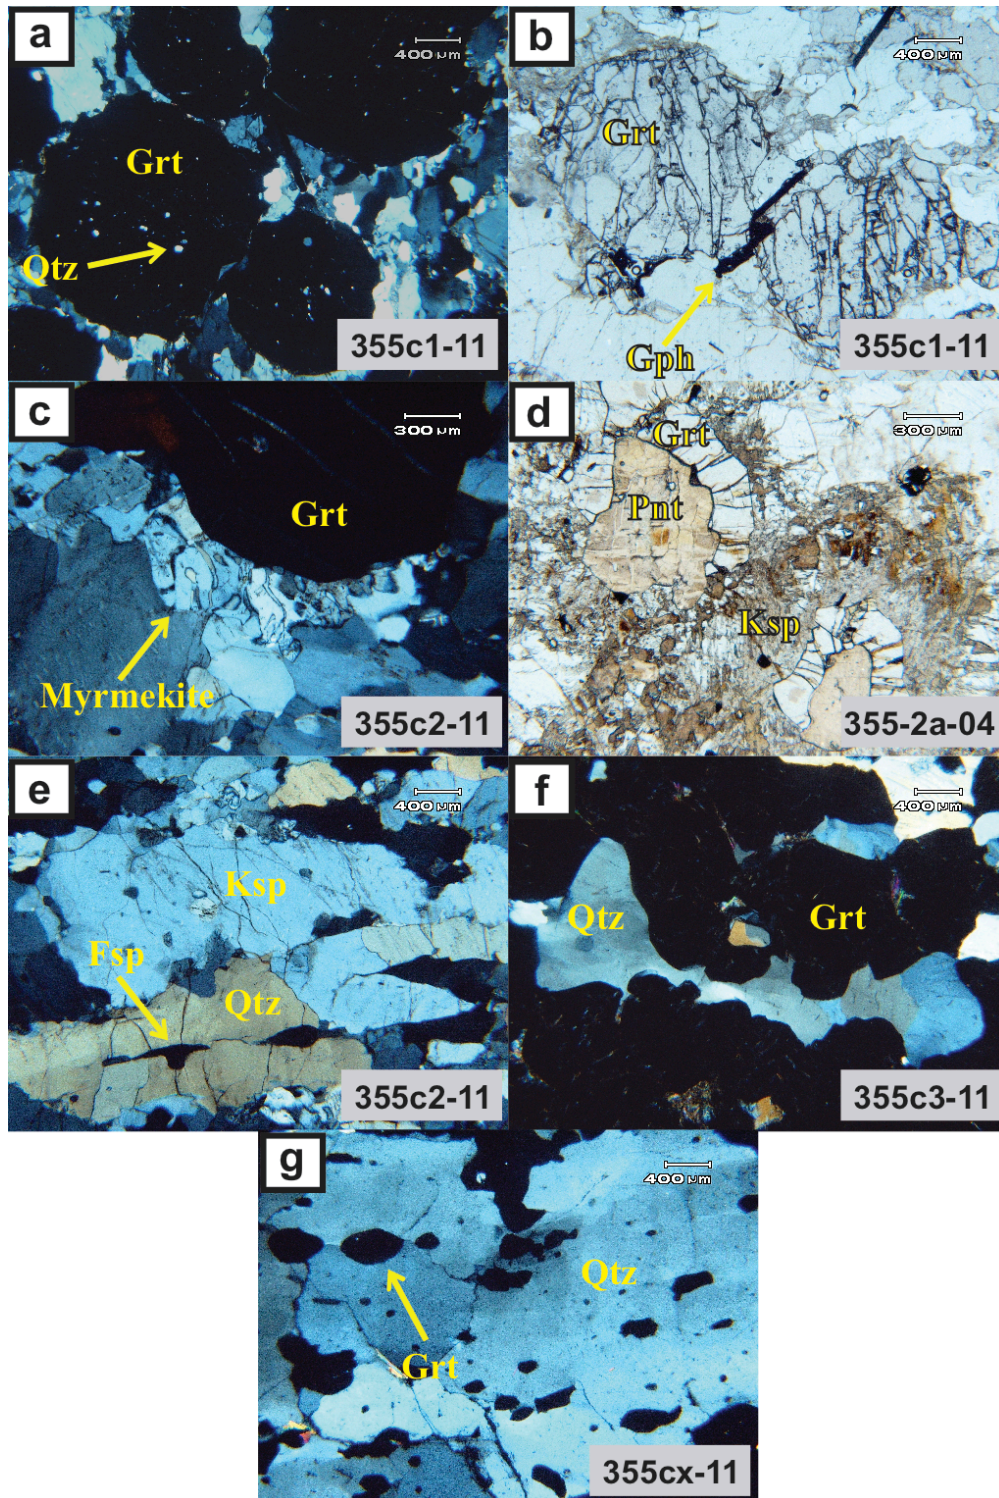 a
400 µm
Grt
Qtz
355c1-11
b
400 µm
Grt
Gph
355c1-11
c
300 µm
Grt
Myrmekite
355c2-11
d
300 µm
Grt
Pnt
Ksp
355-2a-04
e
400 µm
Ksp
Fsp
Qtz
355c2-11
f
400 µm
Qtz
Grt
355c3-11
g
400 µm
Qtz
Grt
355cx-11